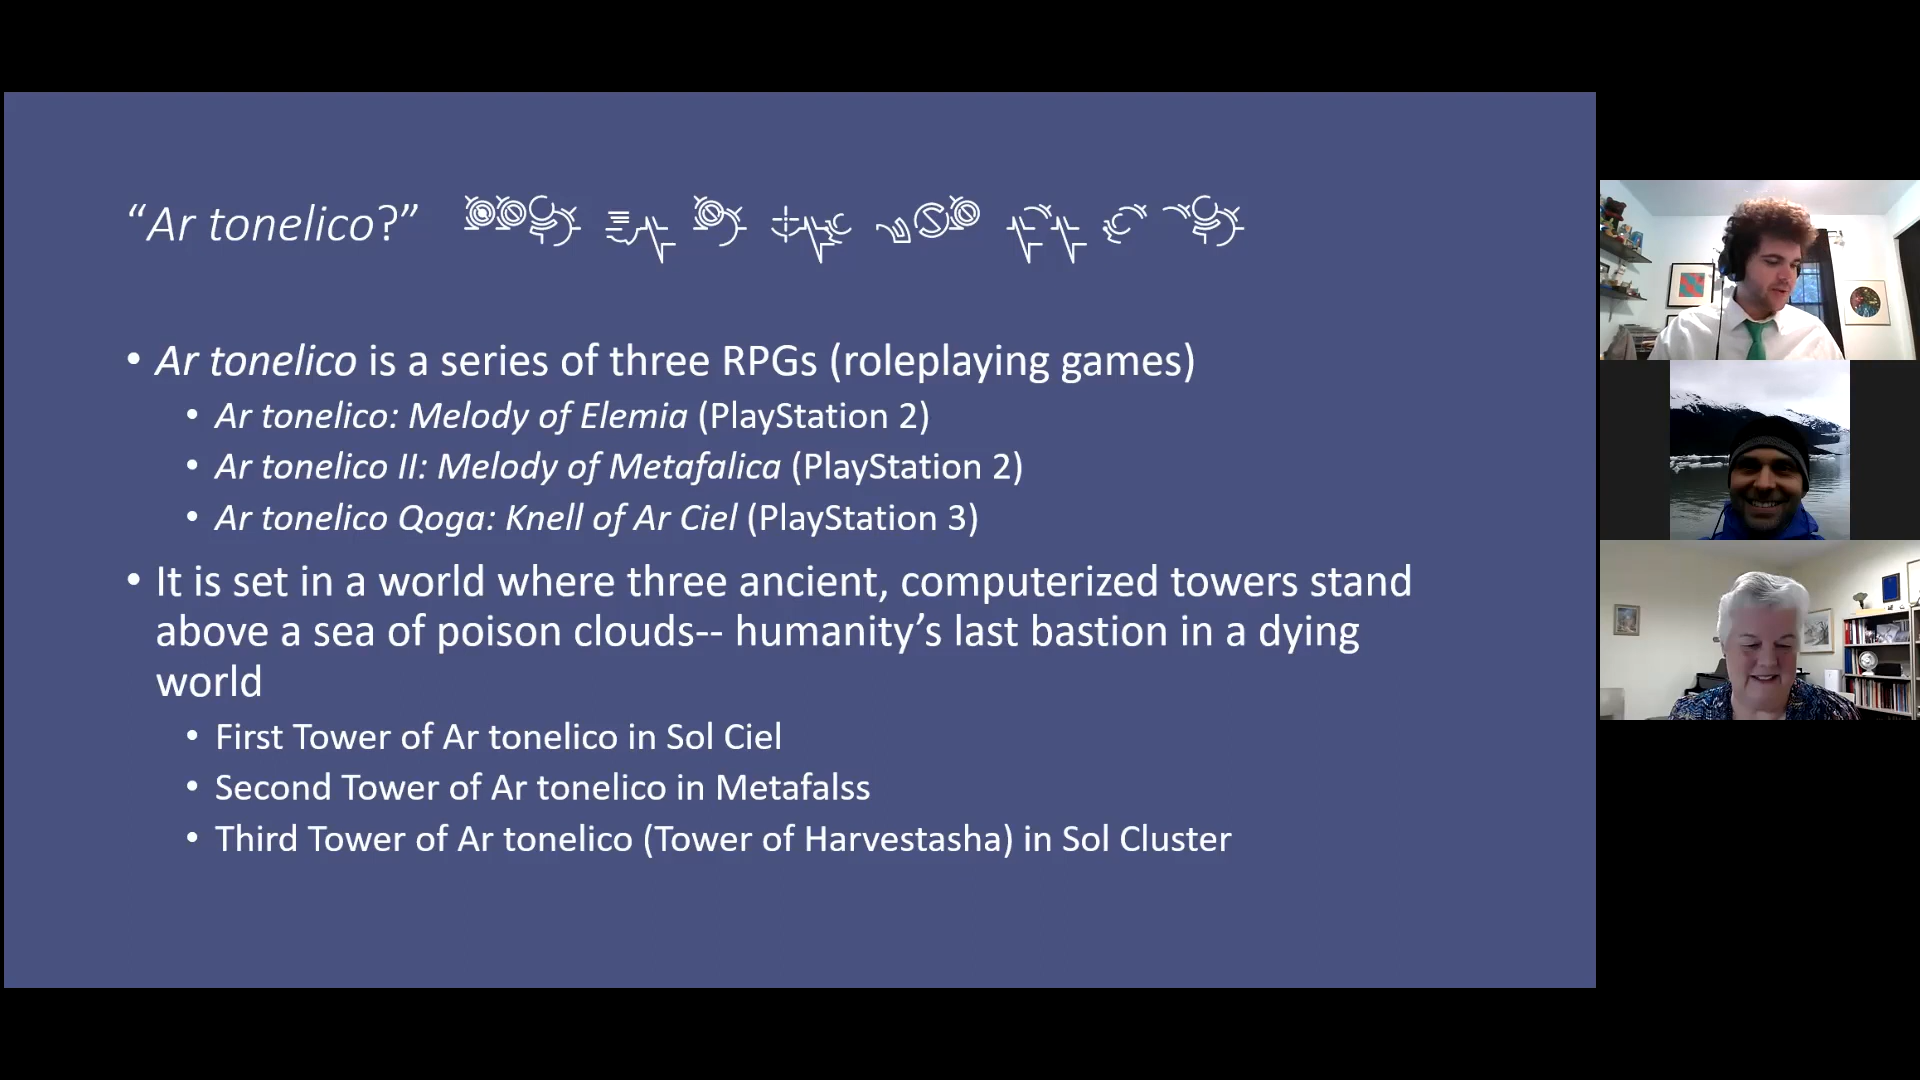 “Ar tonelico?”
• Ar tonelico is a series of three RPGs (roleplaying games)
• Ar tonelico: Melody of Elemia (PlayStation 2)
• Ar tonelico II: Melody of Metafalica (PlayStation 2)
• Ar tonelico Qoga: Knell of Ar Ciel (PlayStation 3)
• It is set in a world where three ancient, computerized towers stand
above a sea of poison clouds-- humanity’s last bastion in a dying
world
• First Tower of Ar tonelico in Sol Ciel
• Second Tower of Ar tonelico in Metafalss
• Third Tower of Ar tonelico (Tower of Harvestasha) in Sol Cluster